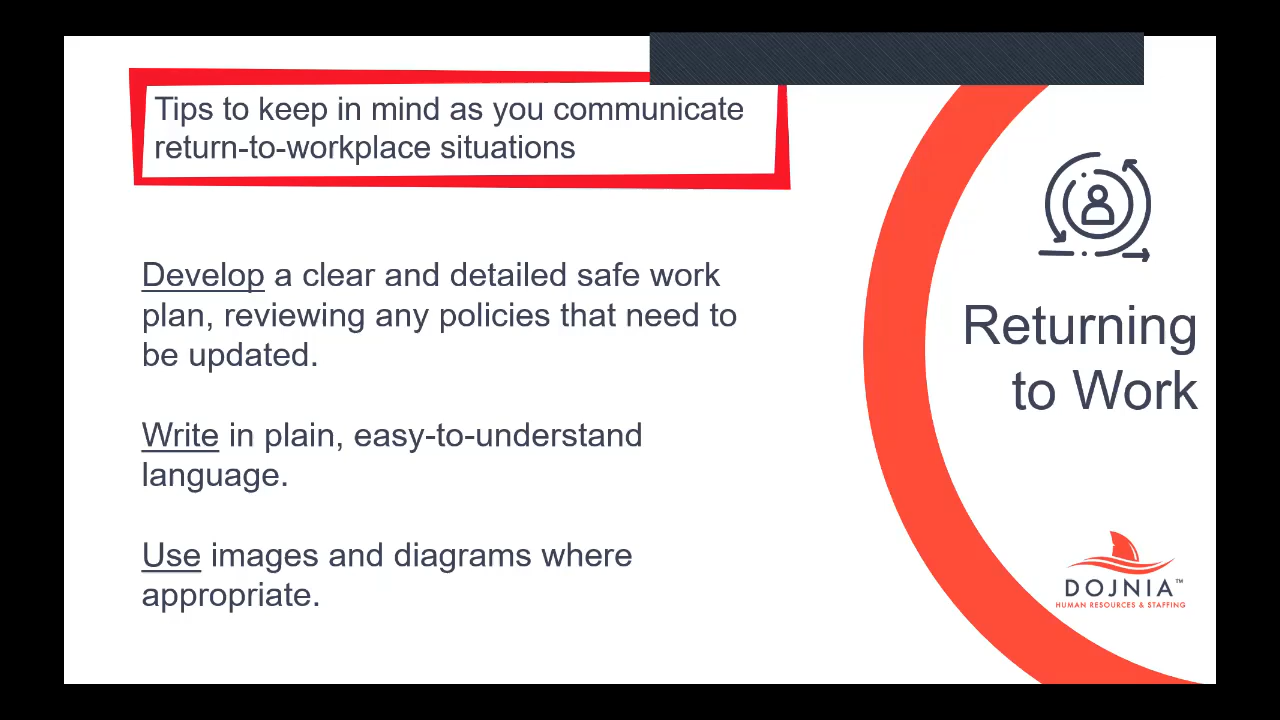 Tips to keep in mind as you communicate
return-to-workplace situations
Develop a clear and detailed safe work
plan, reviewing any policies that need to
be updated.
Write in plain, easy-to-understand
language.
Use images and diagrams where
appropriate.
Returning
to Work
DOJNIA™
HUMAN RESOURCES & STAFFING